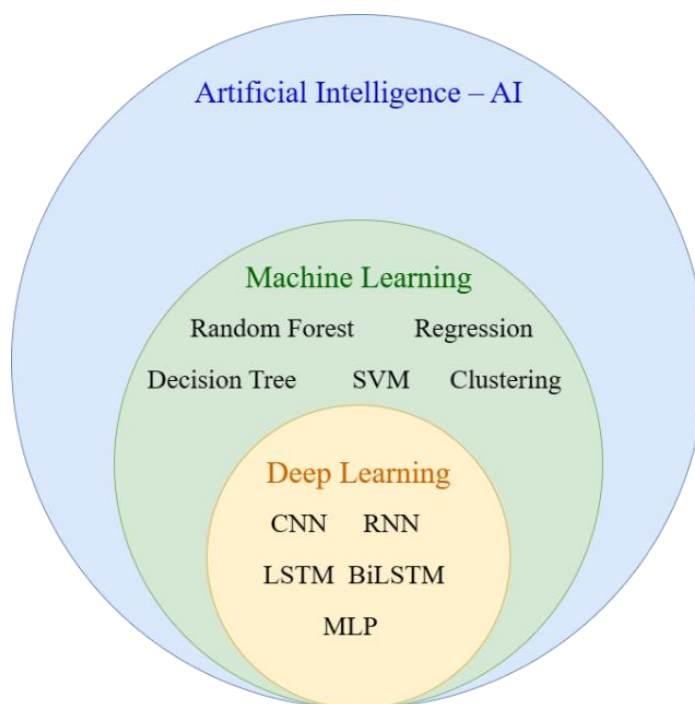 Artificial Intelligence – AI
Machine Learning
Random Forest Regression
Decision Tree SVM Clustering
Deep Learning
CNN RNN
LSTM BiLSTM
MLP